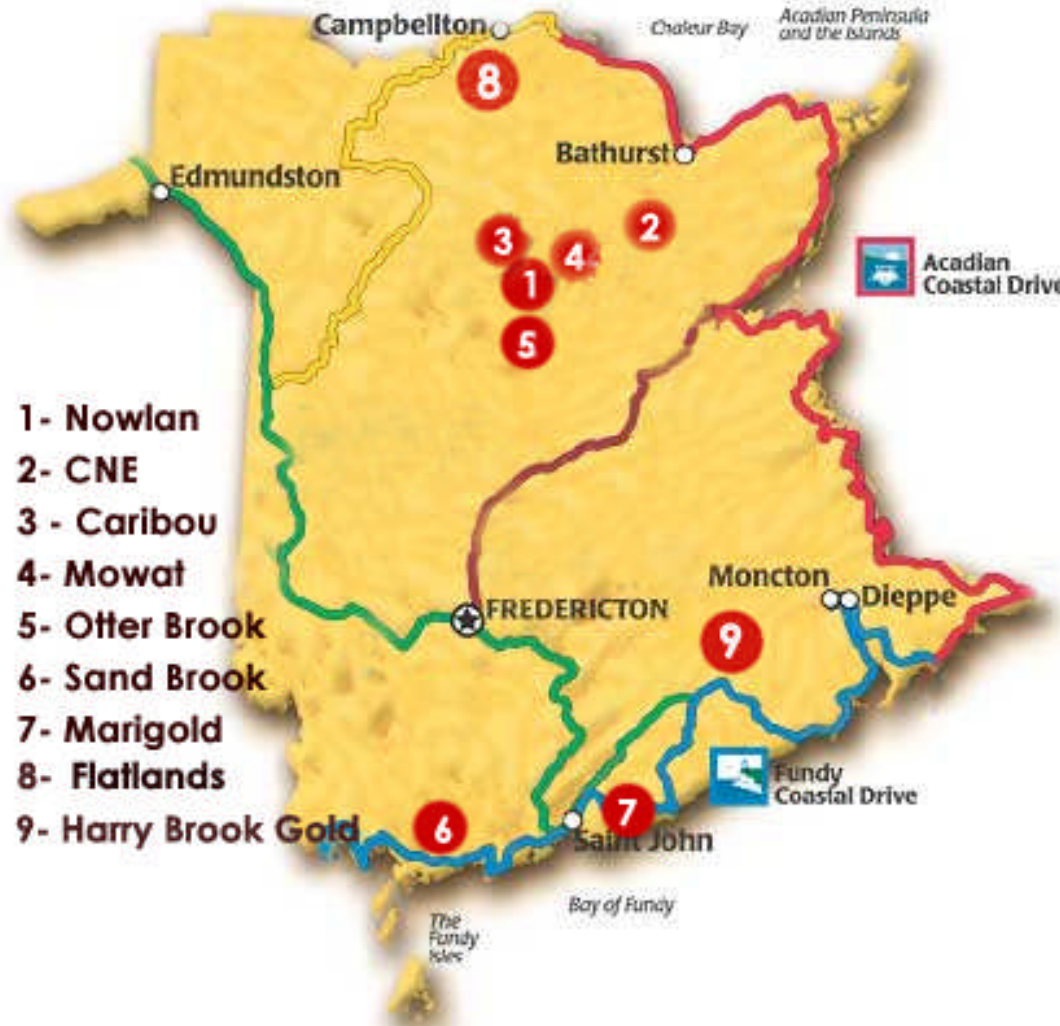 Campbellton
Chaleur Bay
Acadian Peninsula
and the Islands
8
Bathurst
Edmundston
2
3
4
1
Acadian
Coastal Drive
5
1- Nowlan
2- CNE
3 - Caribou
4- Mowat
5- Otter Brook
6- Sand Brook
7- Marigold
8- Flatlands
9- Harry Brook Gold
Moncton
Dieppe
FREDERICTON
9
Fundy
Coastal Drive
7
6
Saint John
Bay of Fundy
The
Fundy
Isles